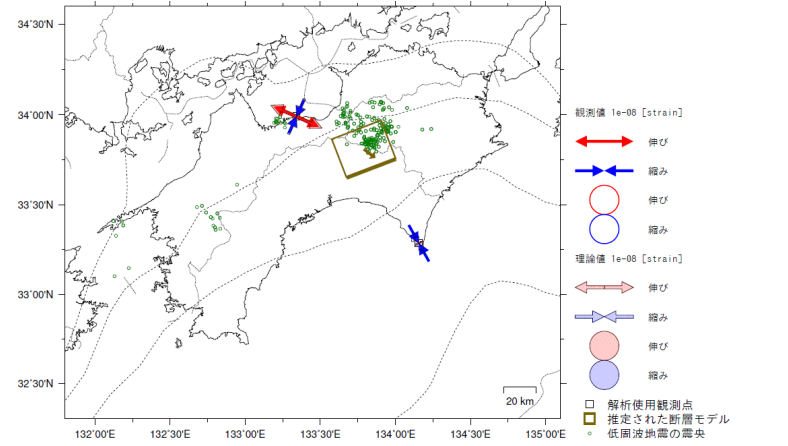 34°30'N
34°00'N
33°30'N
33°00'N
32°30'N
132°00'E 132°30'E 133°00'E 133°30'E 134°00'E 134°30'E 135°00'E
20 km
観測値 1e-08 [strain]
伸び
縮み
伸び
縮み
理論値 1e-08 [strain]
伸び
縮み
伸び
縮み
解析使用観測点
推定された断層モデル
低周波地震の震央